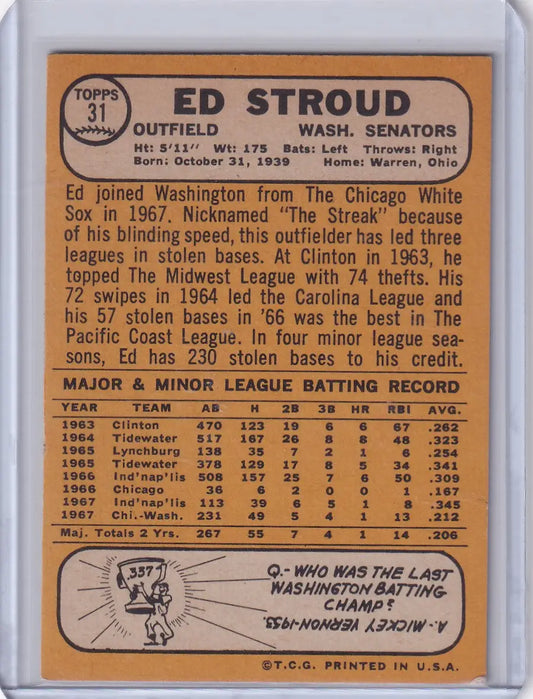 TOPPS
31
ED STROUD
OUTFIELD WASH. SENATORS
Ht: 5'11" Wt: 175 Bats: Left Throws: Right
Born: October 31, 1939 Home: Warren, Ohio
Ed joined Washington from The Chicago White
Sox in 1967. Nicknamed "The Streak" because
of his blinding speed, this outfielder has led three
leagues in stolen bases. At Clinton in 1963, he
topped The Midwest League with 74 thefts. His
72 swipes in 1964 led the Carolina League and
his 57 stolen bases in '66 was the best in The
Pacific Coast League. In four minor league sea-
sons, Ed has 230 stolen bases to his credit.
MAJOR & MINOR LEAGUE BATTING RECORD
YEAR TEAM AB H 2B 3B HR RBI AVG.
1963 Clinton 470 123 19 6 6 67 .262
1964 Tidewater 517 167 26 8 8 48 .323
1965 Lynchburg 138 35 7 2 1 6 .254
1965 Tidewater 378 129 17 8 5 34 .341
1966 Ind'nap'lis 508 157 25 7 6 50 .309
1966 Chicago 36 6 2 0 0 1 .167
1967 Ind'nap'lis 113 39 6 5 1 8 .345
1967 Chi.-Wash. 231 49 5 4 1 13 .212
Maj. Totals 2 Yrs. 267 55 7 4 1 14 .206
.337
Q.- WHO WAS THE LAST
WASHINGTON BATTING
CHAMP?
A.- MICKEY VERNON-1953.
©T.C.G. PRINTED IN U.S.A.